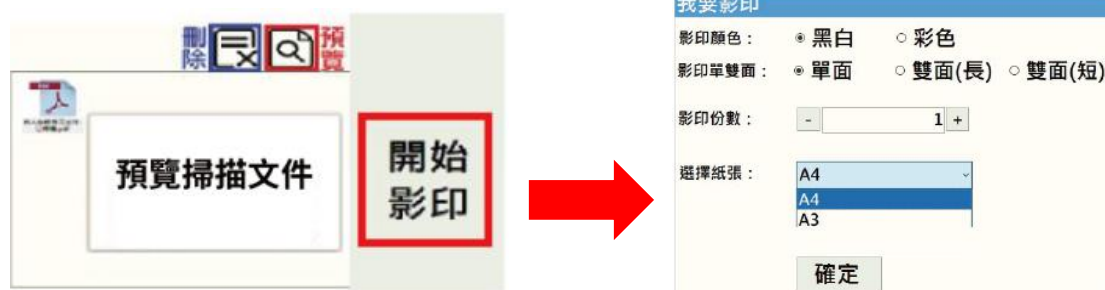 刪除
預覽
預覽掃描文件
開始
影印
我要影印
影印顏色： 黑白 彩色
影印單雙面： 單面 雙面(長) 雙面(短)
影印份數： - 1 +
選擇紙張： A4
A4
A3
確定